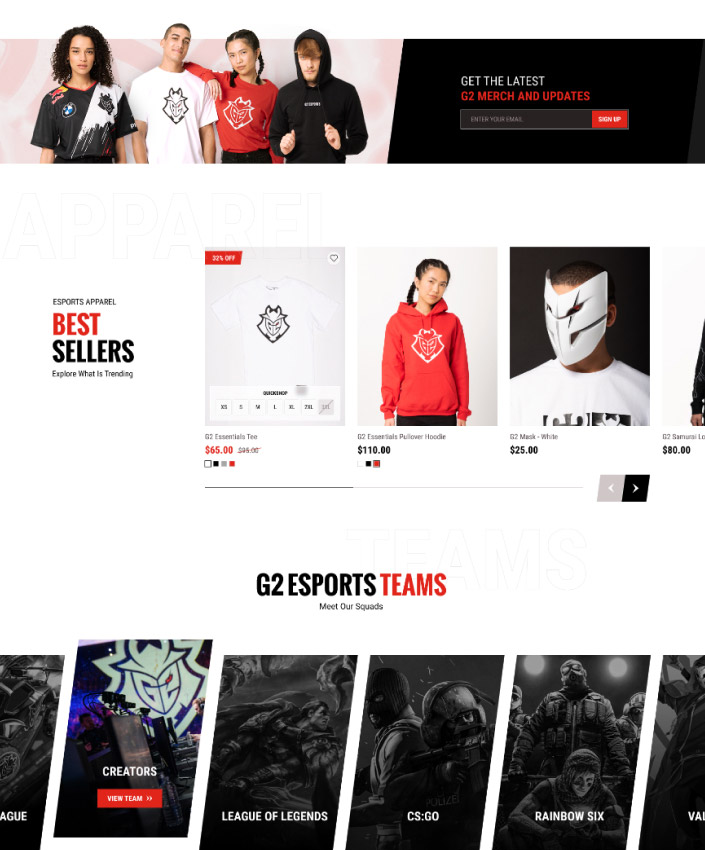 GET THE LATEST
G2 MERCH AND UPDATES
ENTER YOUR EMAIL
SIGN UP
G2 ESPORTS
APPAREL
ESPORTS APPAREL
BEST
SELLERS
Explore What Is Trending
32% OFF
QUICKSHOP
XS S M L XL 2XL 3XL
G2 Essentials Tee
$65.00 $95.00
G2 Essentials Pullover Hoodie
$110.00
G2 Mask - White
$25.00
G2 Samurai Lo
$80.00
TEAMS
G2 ESPORTS TEAMS
Meet Our Squads
AGUE
CREATORS
VIEW TEAM »
LEAGUE OF LEGENDS
CS:GO
POLIZEI
RAINBOW SIX
VAL